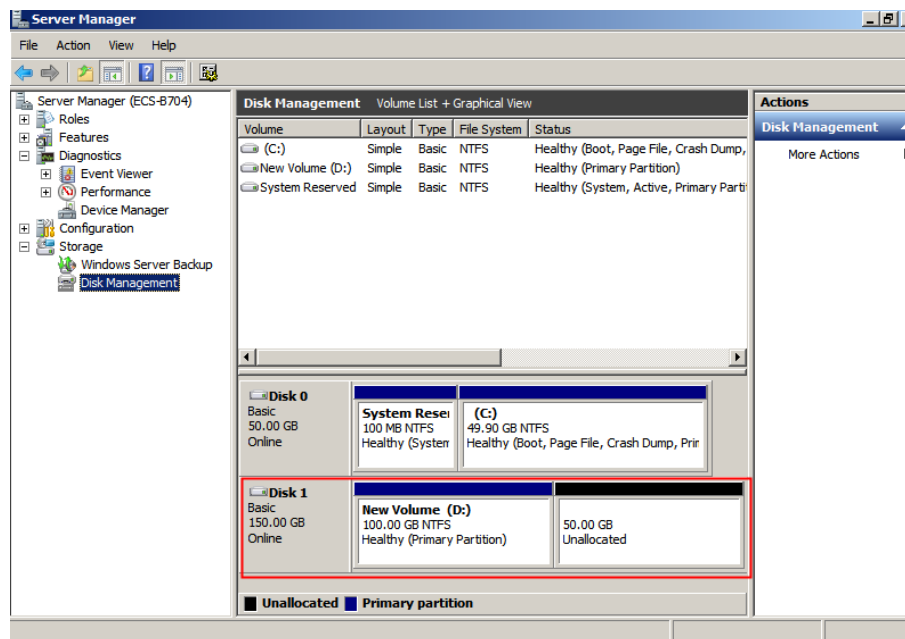 Server Manager
File Action View Help
Server Manager (ECS-B704)
Roles
Features
Diagnostics
Event Viewer
Performance
Device Manager
Configuration
Storage
Windows Server Backup
Disk Management
Disk Management Volume List + Graphical View
Volume Layout Type File System Status
(C:) Simple Basic NTFS Healthy (Boot, Page File, Crash Dump,
New Volume (D:) Simple Basic NTFS Healthy (Primary Partition)
System Reserved Simple Basic NTFS Healthy (System, Active, Primary Parti
Disk 0
Basic
50.00 GB
Online
System Reser
100 MB NTFS
Healthy (System
(C:)
49.90 GB NTFS
Healthy (Boot, Page File, Crash Dump, Prir
Disk 1
Basic
150.00 GB
Online
New Volume (D:)
100.00 GB NTFS
Healthy (Primary Partition)
50.00 GB
Unallocated
Unallocated Primary partition
Actions
Disk Management
More Actions